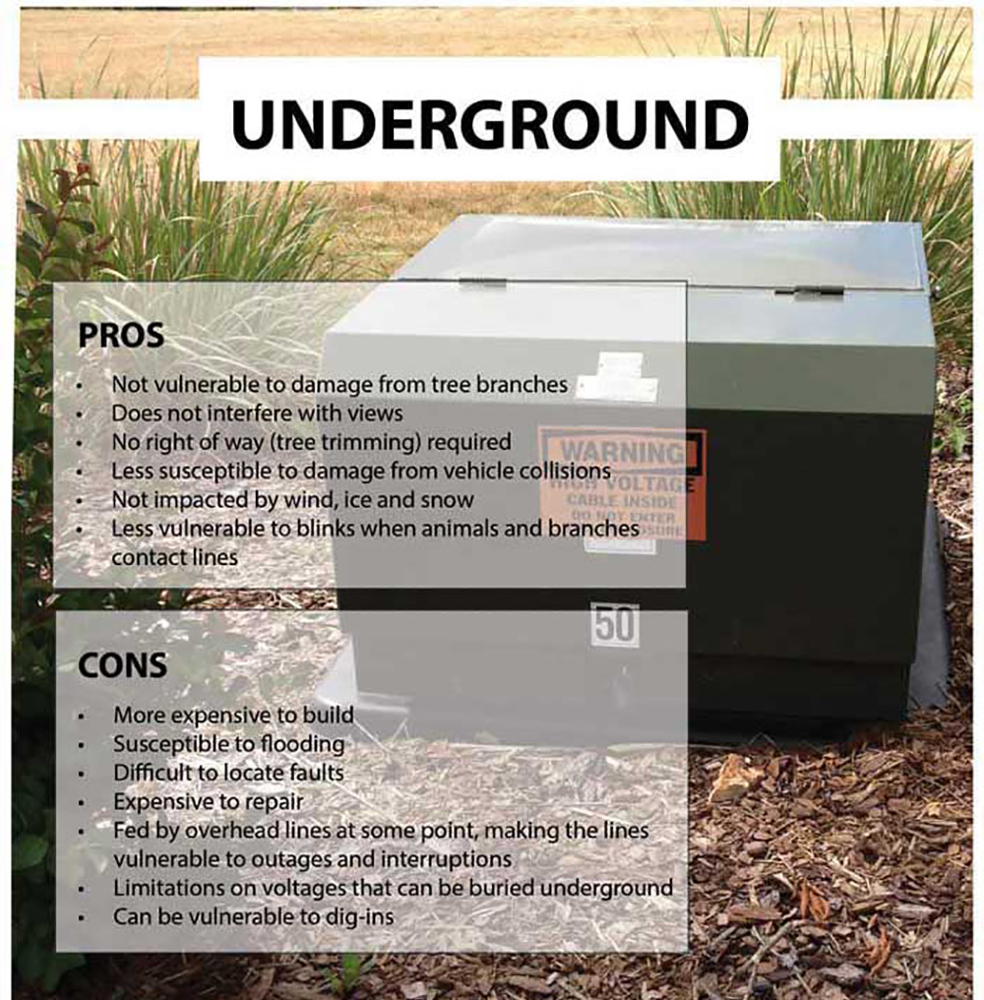 UNDERGROUND
PROS
• Not vulnerable to damage from tree branches
• Does not interfere with views
• No right of way (tree trimming) required
• Less susceptible to damage from vehicle collisions
• Not impacted by wind, ice and snow
• Less vulnerable to blinks when animals and branches
contact lines
WARNING
HIGH VOLTAGE
CABLE INSIDE
DO NOT ENTER
50
CONS
• More expensive to build
• Susceptible to flooding
• Difficult to locate faults
• Expensive to repair
• Fed by overhead lines at some point, making the lines
vulnerable to outages and interruptions
• Limitations on voltages that can be buried underground
• Can be vulnerable to dig-ins